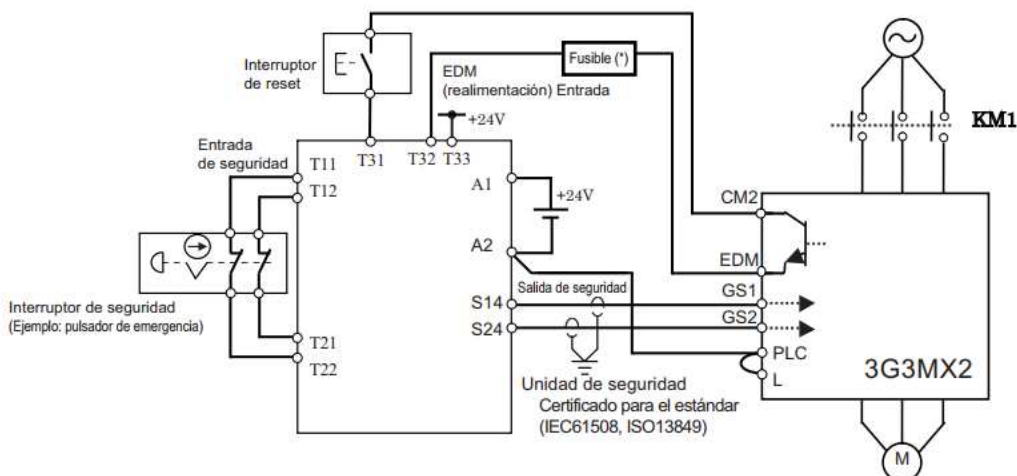 Interruptor
de reset
EDM
(realimentación) Entrada
Fusible (*)
+24V
KM1
Entrada
de seguridad
T11
T12
T31
T32
T33
A1
+24V
A2
CM2
EDM
Salida de seguridad
GS1
S14
GS2
S24
Interruptor de seguridad
(Ejemplo: pulsador de emergencia)
T21
T22
PLC
L
3G3MX2
Unidad de seguridad
Certificado para el estándar
(IEC61508, ISO13849)
M